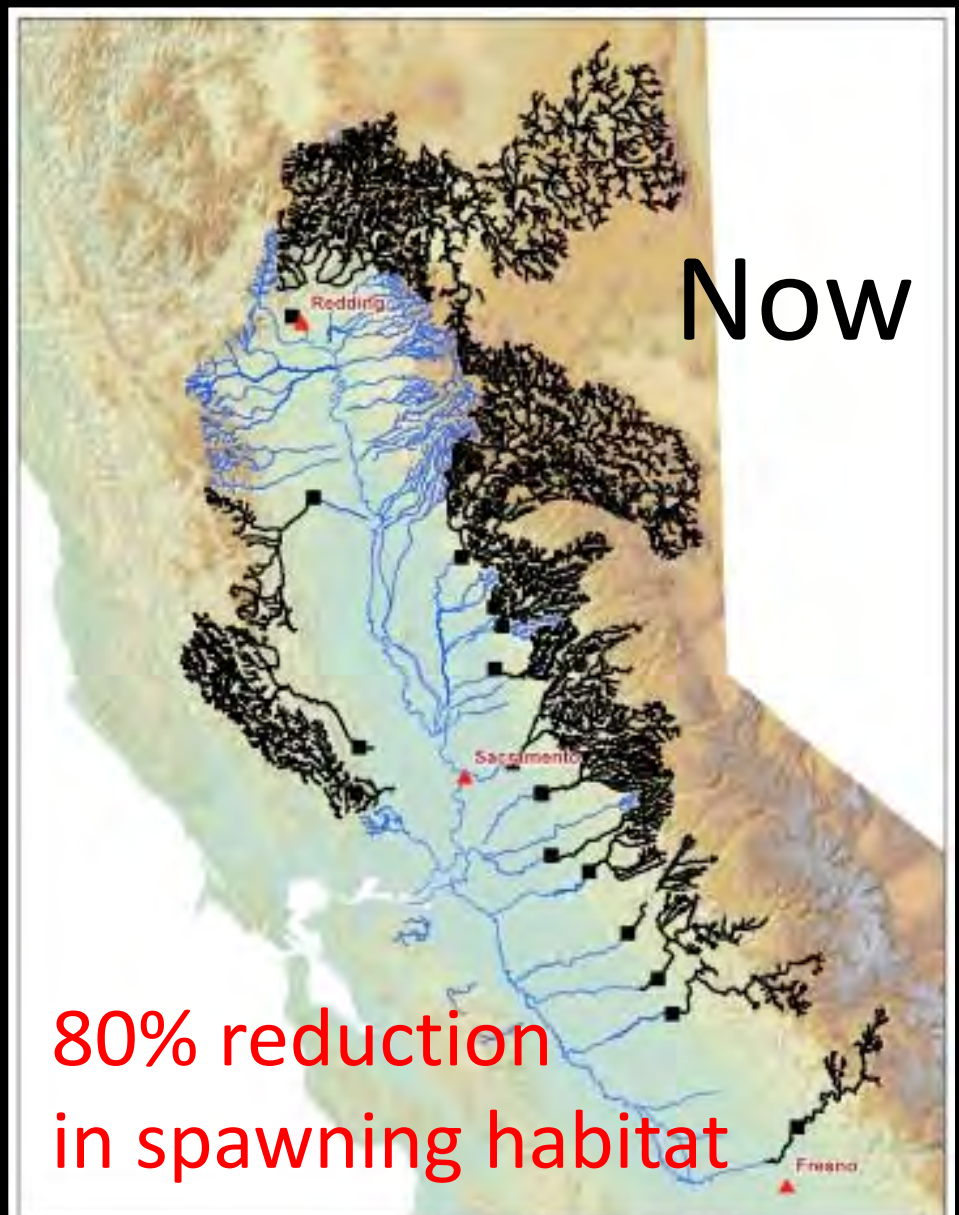 Now
Redding
Sacramento
80% reduction
in spawning habitat
Fresno